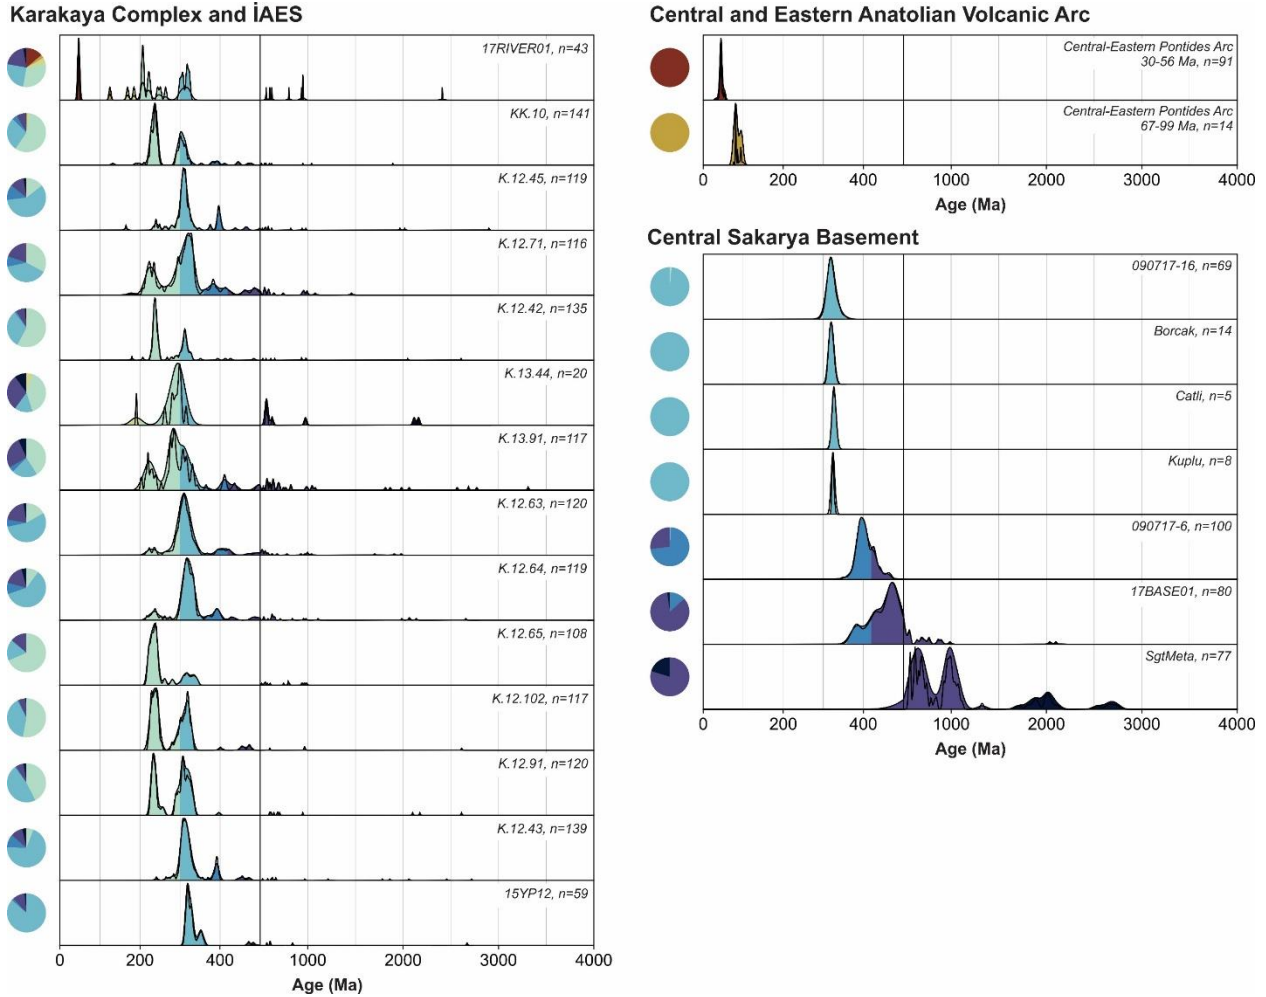 Karakaya Complex and İAES
17RIVER01, n=43
KK.10, n=141
K.12.45, n=119
K.12.71, n=116
K.12.42, n=135
K.13.44, n=20
K.13.91, n=117
K.12.63, n=120
K.12.64, n=119
K.12.65, n=108
K.12.102, n=117
K.12.91, n=120
K.12.43, n=139
15YP12, n=59
0 200 400 1000 2000 3000 4000
Age (Ma)
Central and Eastern Anatolian Volcanic Arc
Central-Eastern Pontides Arc
30-56 Ma, n=91
Central-Eastern Pontides Arc
67-99 Ma, n=14
0 200 400 1000 2000 3000 4000
Age (Ma)
Central Sakarya Basement
090717-16, n=69
Borcak, n=14
Catli, n=5
Kuplu, n=8
090717-6, n=100
17BASE01, n=80
SgtMeta, n=77
0 200 400 1000 2000 3000 4000
Age (Ma)